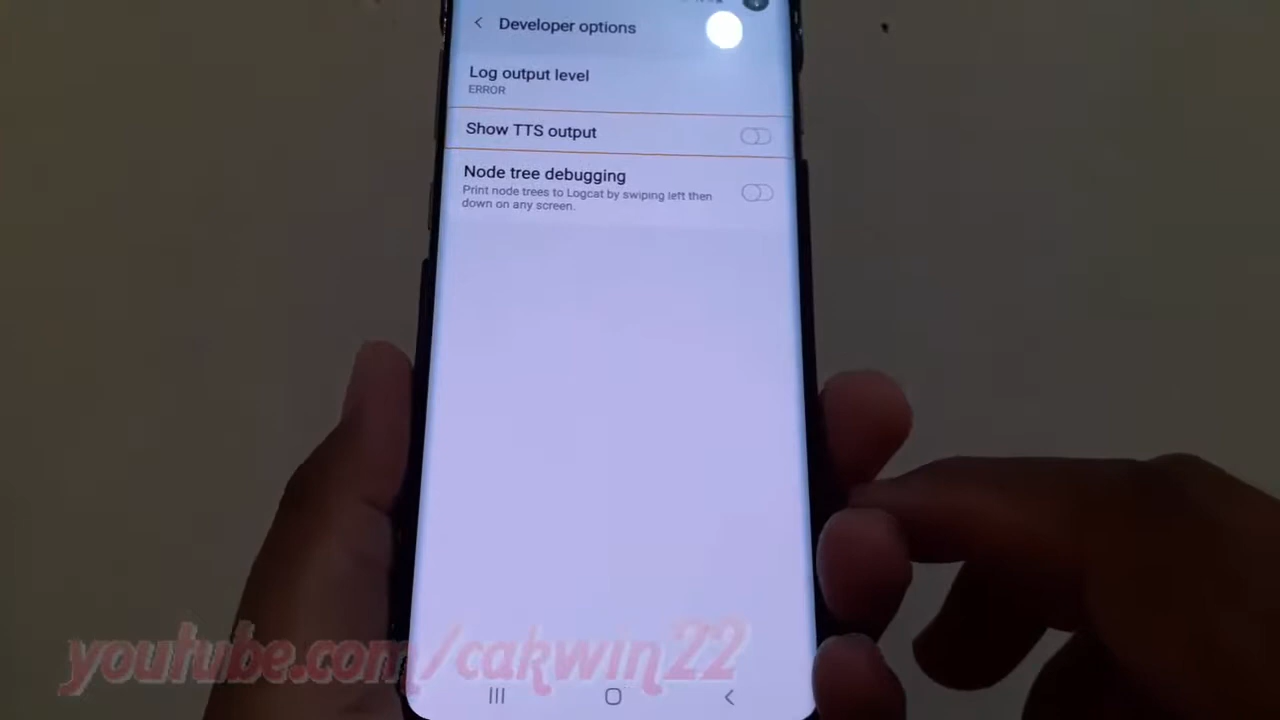 Developer options
Log output level
ERROR
Show TTS output
Node tree debugging
Print node trees to Logcat by swiping left then
down on any screen.
youtube.com/cakwin22